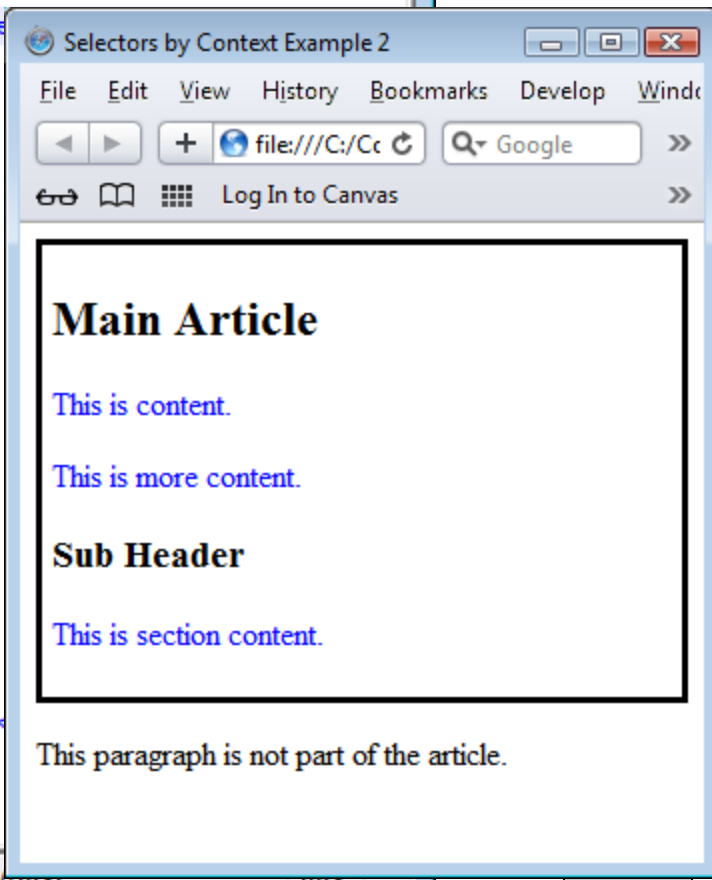 Selectors by Context Example 2
File Edit View History Bookmarks Develop
file:///C:/Cc Google
Log In to Canvas
Main Article
This is content.
This is more content.
Sub Header
This is section content.
This paragraph is not part of the article.